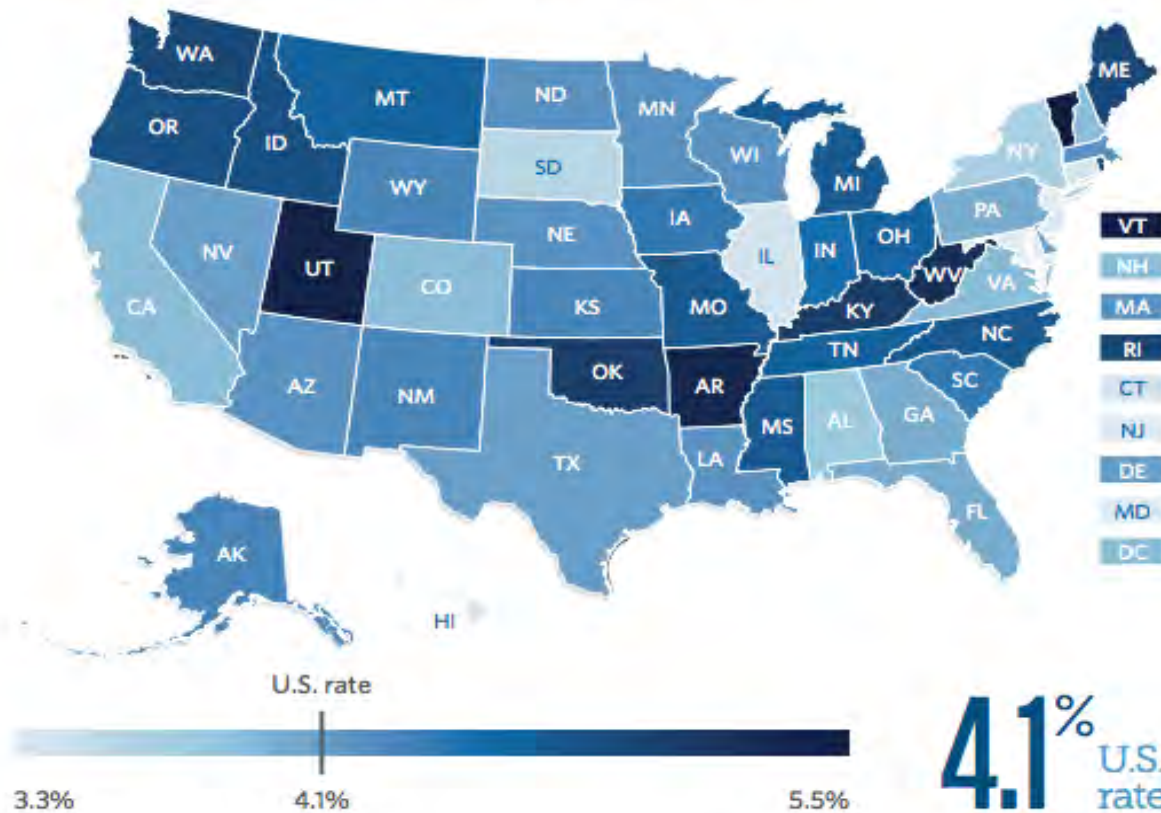 WA
MT
ND
MN
ME
OR
ID
SD
WI
NY
WY
MI
IA
PA
NE
NV
UT
IL
IN
OH
CO
WV
VA
CA
KS
MO
KY
NC
TN
AZ
NM
OK
AR
SC
MS
AL
GA
TX
LA
FL
AK
HI
VT
NH
MA
RI
CT
NJ
DE
MD
DC
U.S. rate
3.3%
4.1%
5.5%
4.1%
U.S.
rate